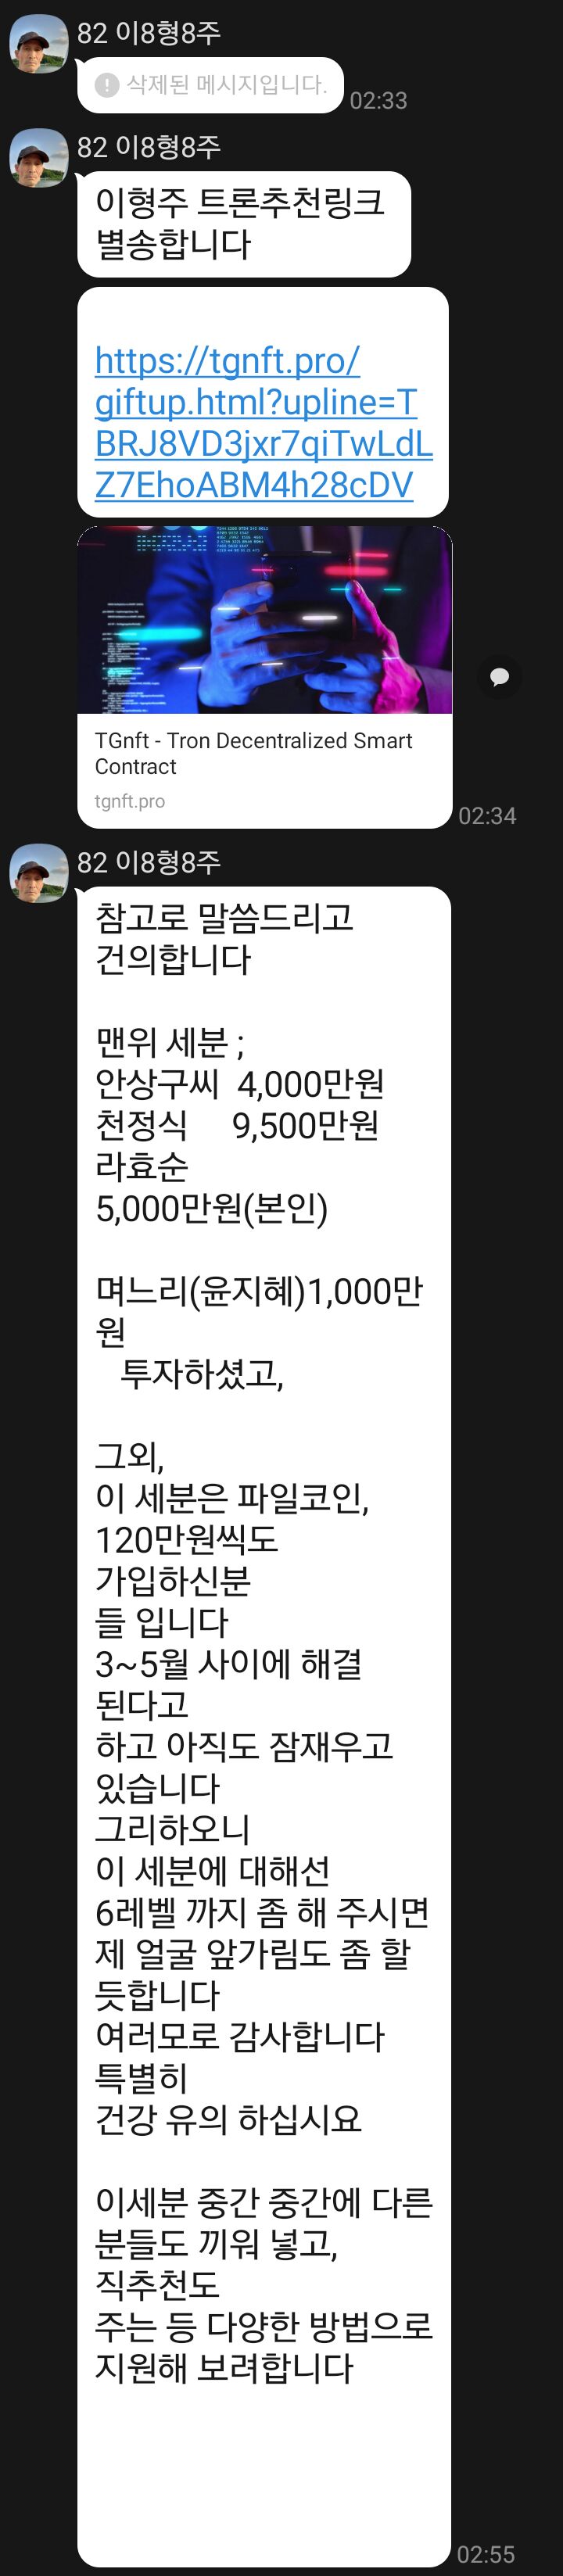 82 이8형8주
삭제된 메시지입니다.
02:33
82 이8형8주
이형주 트론추천링크
별송합니다
https://tgnft.pro/
giftup.html?upline=T
BRJ8VD3jxr7qiTwLdL
Z7EhoABM4h28cDV
TGnft - Tron Decentralized Smart
Contract
tgnft.pro
02:34
82 이8형8주
참고로 말씀드리고
건의합니다
맨위 세분 ;
안상구씨 4,000만원
천정식 9,500만원
라효순
5,000만원(본인)
며느리(윤지혜)1,000만
원
투자하셨고,
그외,
이 세분은 파일코인,
120만원씩도
가입하신분
들 입니다
3~5월 사이에 해결
된다고
하고 아직도 잠재우고
있습니다
그리하오니
이 세분에 대해선
6레벨 까지 좀 해 주시면
제 얼굴 앞가림도 좀 할
듯합니다
여러모로 감사합니다
특별히
건강 유의 하십시요
이세분 중간 중간에 다른
분들도 끼워 넣고,
직추천도
주는 등 다양한 방법으로
지원해 보려합니다
02:55